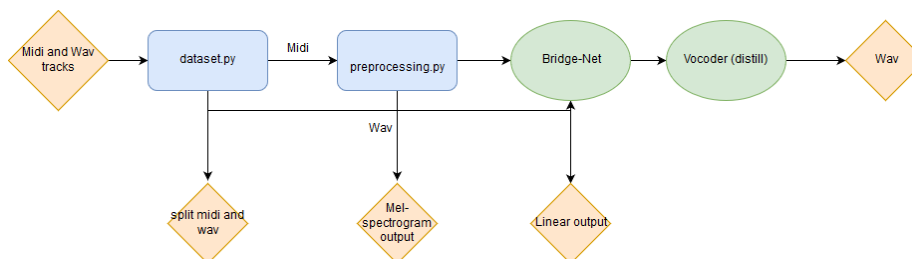 Midi and Wav
tracks
dataset.py
Midi
preprocessing.py
Bridge-Net
Vocoder (distill)
Wav
Wav
split midi and
wav
Mel-
spectrogram
output
Linear output